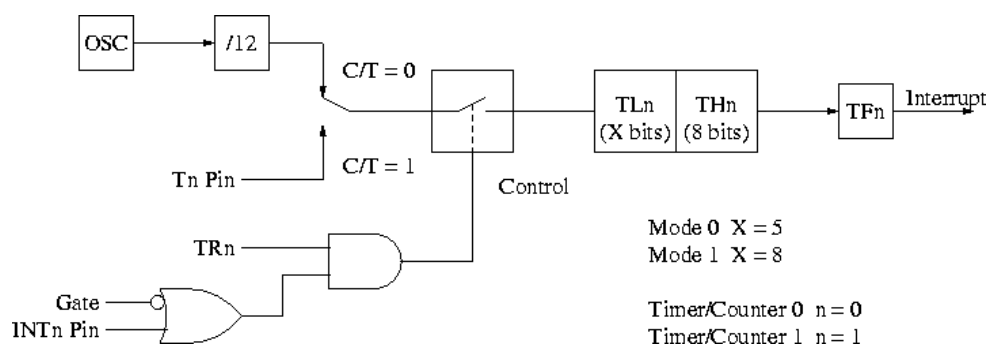 OSC
/12
C/T = 0
C/T = 1
Tn Pin
TLn
(X bits)
THn
(8 bits)
TFn
Interrupt
Control
TRn
Gate
INTn Pin
Mode 0 X = 5
Mode 1 X = 8
Timer/Counter 0 n = 0
Timer/Counter 1 n = 1